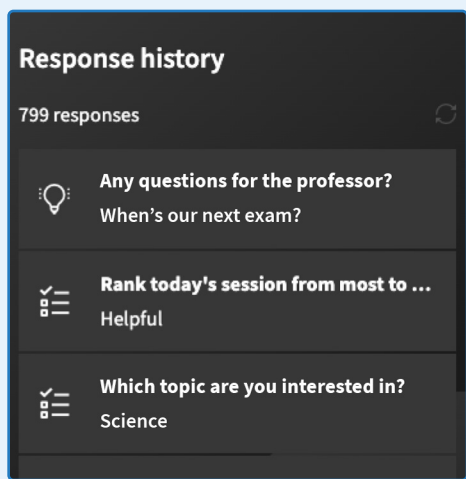 Response history
799 responses
Any questions for the professor?
When’s our next exam?
Rank today's session from most to ...
Helpful
Which topic are you interested in?
Science